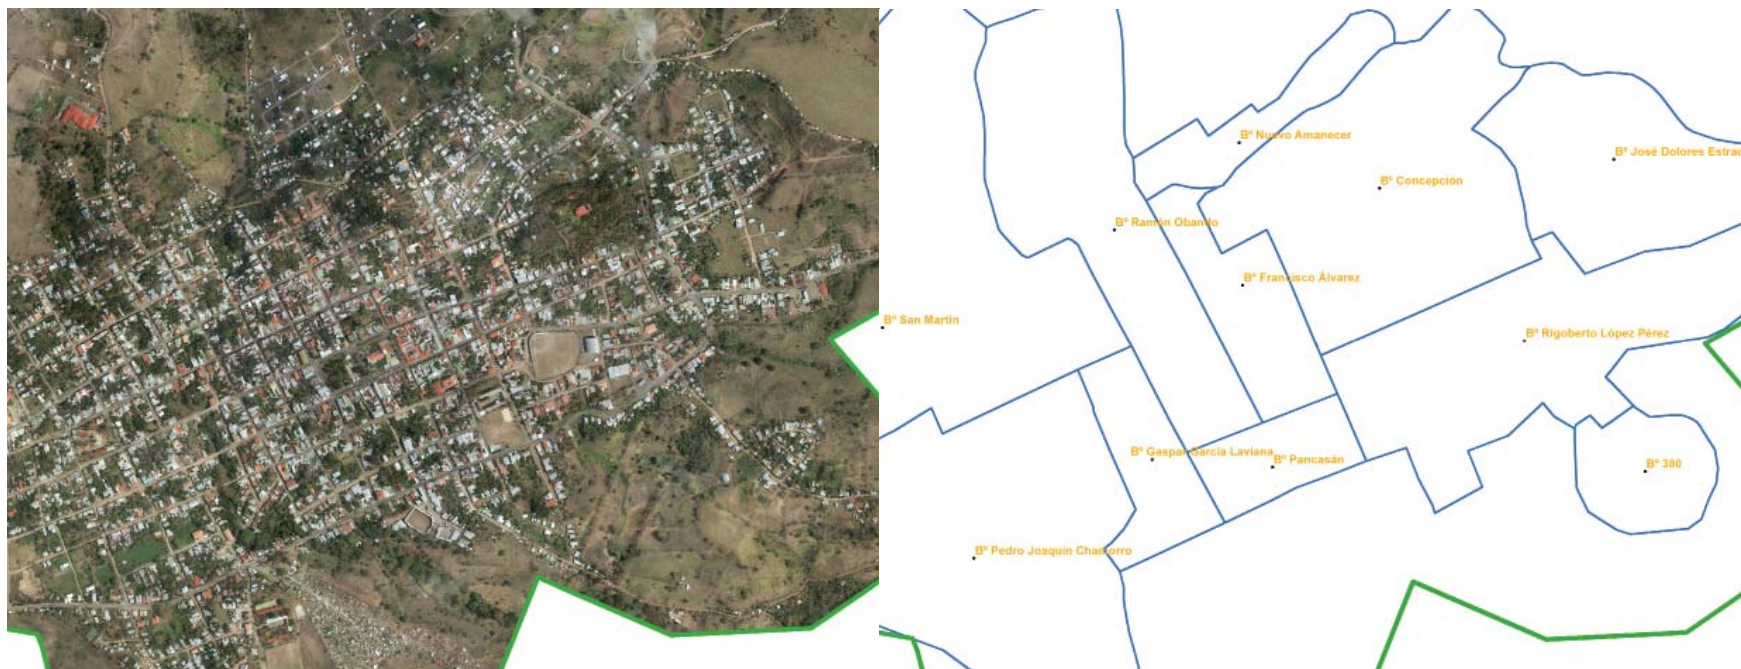 Bº Nuevo Amanecer
Bº José Dolores Estrad
Bº Concepción
Bº Ramón Obando
Bº Francisco Álvarez
Bº San Martín
Bº Rigoberto López Pérez
Bº Gaspar García Laviana
Bº Pancasán
Bº 380
Bº Pedro Joaquín Chamorro